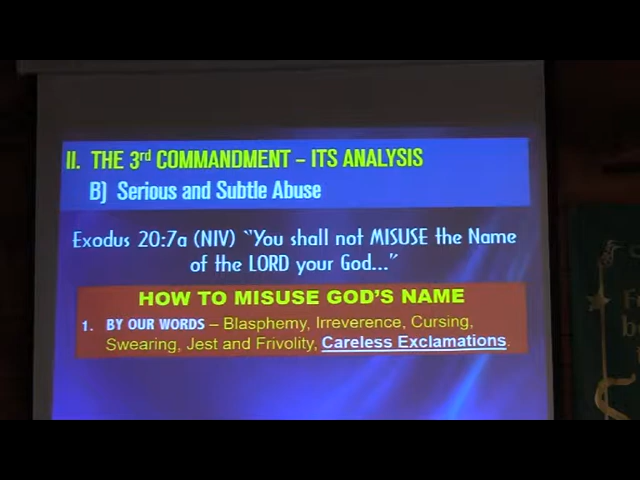 II. THE 3rd COMMANDMENT – ITS ANALYSIS
B) Serious and Subtle Abuse
Exodus 20:7a (NIV) “You shall not MISUSE the Name
of the LORD your God...”
HOW TO MISUSE GOD'S NAME
1. BY OUR WORDS – Blasphemy, Irreverence, Cursing,
Swearing, Jest and Frivolity, Careless Exclamations.